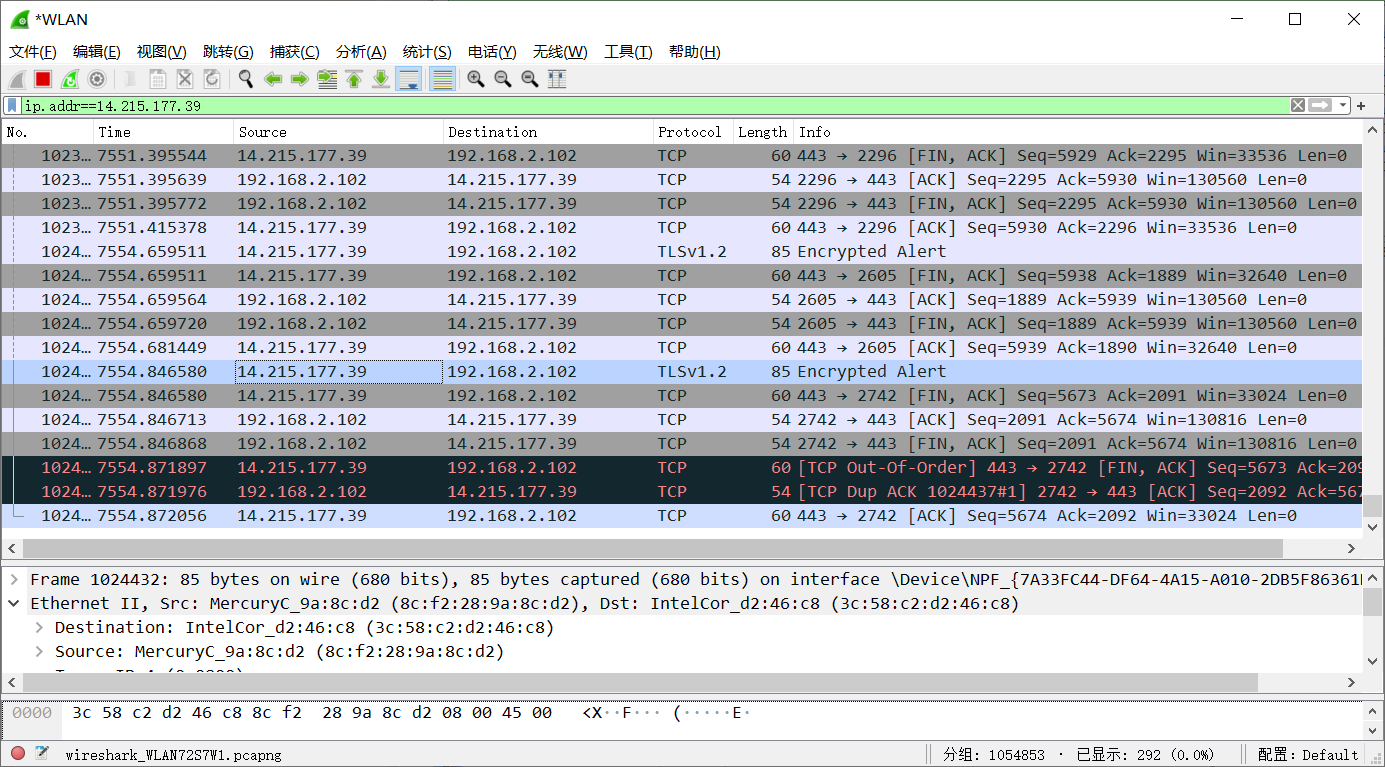 *WLAN
文件(F) 编辑(E) 视图(V) 跳转(G) 捕获(C) 分析(A) 统计(S) 电话(Y) 无线(W) 工具(T) 帮助(H)
ip.addr==14.215.177.39
No. Time Source Destination Protocol Length Info
1023… 7551.395544 14.215.177.39 192.168.2.102 TCP 60 443 → 2296 [FIN, ACK] Seq=5929 Ack=2295 Win=33536 Len=0
1023… 7551.395639 192.168.2.102 14.215.177.39 TCP 54 2296 → 443 [ACK] Seq=2295 Ack=5930 Win=130560 Len=0
1023… 7551.395772 192.168.2.102 14.215.177.39 TCP 54 2296 → 443 [FIN, ACK] Seq=2295 Ack=5930 Win=130560 Len=0
1023… 7551.415378 14.215.177.39 192.168.2.102 TCP 60 443 → 2296 [ACK] Seq=5930 Ack=2296 Win=33536 Len=0
1024… 7554.659511 14.215.177.39 192.168.2.102 TLSv1.2 85 Encrypted Alert
1024… 7554.659511 14.215.177.39 192.168.2.102 TCP 60 443 → 2605 [FIN, ACK] Seq=5938 Ack=1889 Win=32640 Len=0
1024… 7554.659564 192.168.2.102 14.215.177.39 TCP 54 2605 → 443 [ACK] Seq=1889 Ack=5939 Win=130560 Len=0
1024… 7554.659720 192.168.2.102 14.215.177.39 TCP 54 2605 → 443 [FIN, ACK] Seq=1889 Ack=5939 Win=130560 Len=0
1024… 7554.681449 14.215.177.39 192.168.2.102 TCP 60 443 → 2605 [ACK] Seq=5939 Ack=1890 Win=32640 Len=0
1024… 7554.846580 14.215.177.39 192.168.2.102 TLSv1.2 85 Encrypted Alert
1024… 7554.846580 14.215.177.39 192.168.2.102 TCP 60 443 → 2742 [FIN, ACK] Seq=5673 Ack=2091 Win=33024 Len=0
1024… 7554.846713 192.168.2.102 14.215.177.39 TCP 54 2742 → 443 [ACK] Seq=2091 Ack=5674 Win=130816 Len=0
1024… 7554.846868 192.168.2.102 14.215.177.39 TCP 54 2742 → 443 [FIN, ACK] Seq=2091 Ack=5674 Win=130816 Len=0
1024… 7554.871897 14.215.177.39 192.168.2.102 TCP 60 [TCP Out-Of-Order] 443 → 2742 [FIN, ACK] Seq=5673 Ack=209
1024… 7554.871976 192.168.2.102 14.215.177.39 TCP 54 [TCP Dup ACK 1024437#1] 2742 → 443 [ACK] Seq=2092 Ack=567
1024… 7554.872056 14.215.177.39 192.168.2.102 TCP 60 443 → 2742 [ACK] Seq=5674 Ack=2092 Win=33024 Len=0
Frame 1024432: 85 bytes on wire (680 bits), 85 bytes captured (680 bits) on interface \Device\NPF_{7A33FC44-DF64-4A15-A010-2DB5F86361
Ethernet II, Src: MercuryC_9a:8c:d2 (8c:f2:28:9a:8c:d2), Dst: IntelCor_d2:46:c8 (3c:58:c2:d2:46:c8)
Destination: IntelCor_d2:46:c8 (3c:58:c2:d2:46:c8)
Source: MercuryC_9a:8c:d2 (8c:f2:28:9a:8c:d2)
0000 3c 58 c2 d2 46 c8 8c f2 28 9a 8c d2 08 00 45 00 <X··F··· (·····E·
wireshark_WLAN72S7W1.pcapng 分组: 1054853 · 已显示: 292 (0.0%) 配置: Default